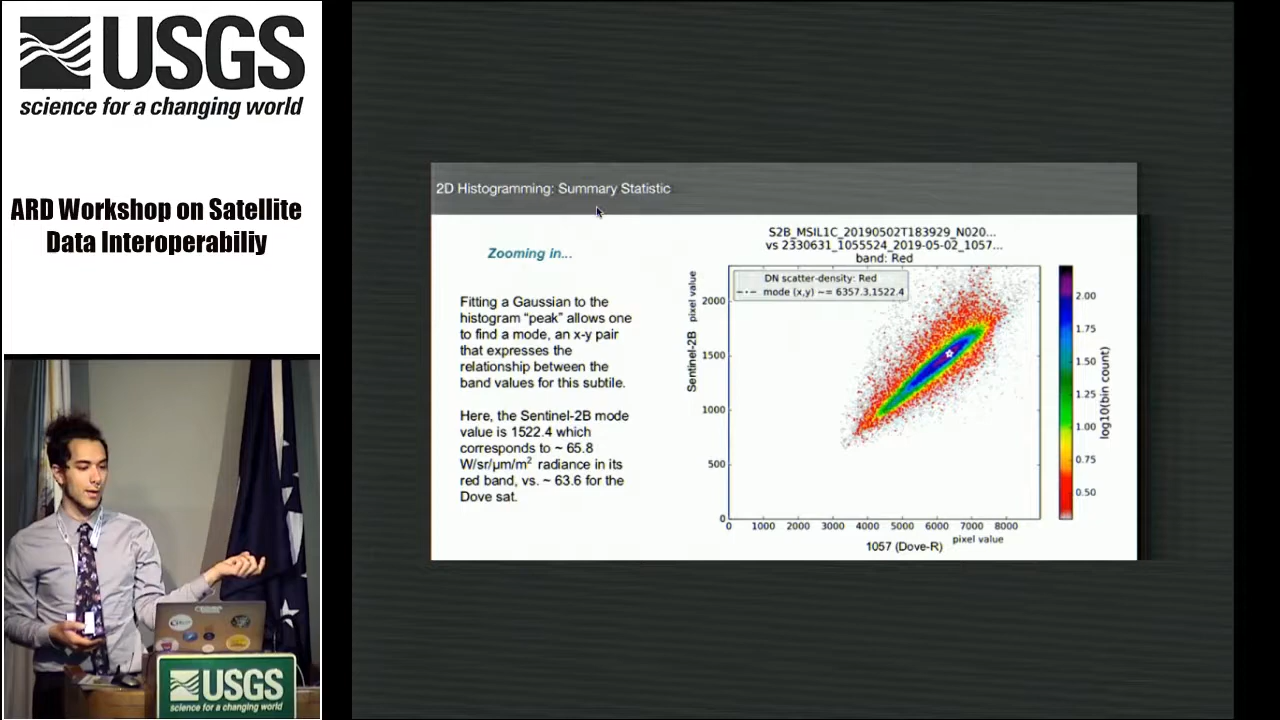 USGS
science for a changing world
ARD Workshop on Satellite
Data Interoperabiliy
2D Histogramming: Summary Statistic
Zooming in...
Fitting a Gaussian to the
histogram “peak” allows one
to find a mode, an x-y pair
that expresses the
relationship between the
band values for this subtile.
Here, the Sentinel-2B mode
value is 1522.4 which
corresponds to ~ 65.8
W/sr/µm/m² radiance in its
red band, vs. ~ 63.6 for the
Dove sat.
S2B_MSIL1C_20190502T183929_N020...
vs 2330631_1055524_2019-05-02_1057...
band: Red
DN scatter-density: Red
mode (x,y) ~= 6357.3,1522.4
Sentinel-2B pixel value
2000
1500
1000
500
0
0 1000 2000 3000 4000 5000 6000 7000 8000
1057 (Dove-R) pixel value
2.00
1.75
1.50
1.25
1.00
0.75
0.50
log10(bin count)
USGS
science for a changing world